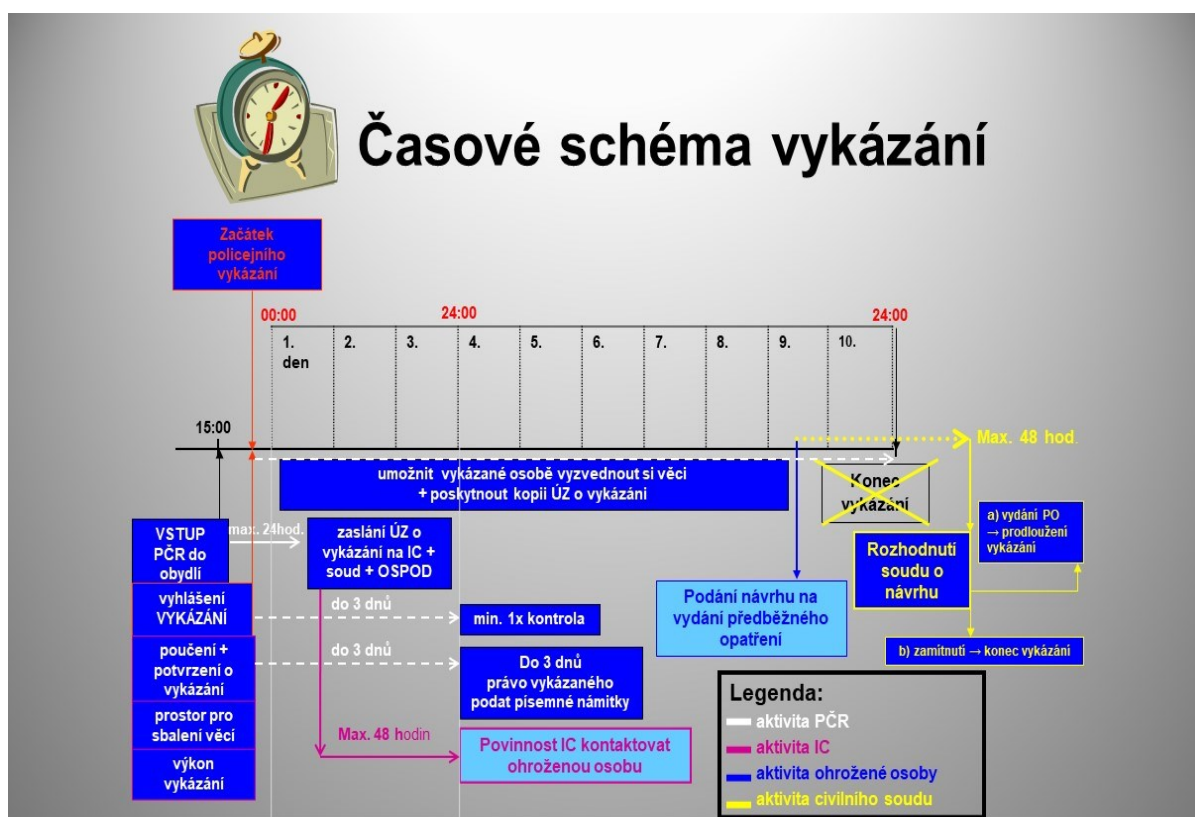 Časové schéma vykázání
Začátek
policejního
vykázání
00:00
24:00
24:00
1.
den
2.
3.
4.
5.
6.
7.
8.
9.
10.
15:00
Max. 48 hod.
umožnit vykázané osobě vyzvednout si věci
+ poskytnout kopii ÚZ o vykázání
Konec
vykázání
VSTUP
PČR do
obydlí
max. 24hod.
zaslání ÚZ o
vykázání na IC +
soud + OSPOD
a) vydání PO
→ prodloužení
vykázání
Rozhodnutí
soudu o
návrhu
vyhlášení
VYKÁZÁNÍ
do 3 dnů
min. 1x kontrola
Podání návrhu na
vydání předběžného
opatření
b) zamítnutí → konec vykázání
poučení +
potvrzení o
vykázání
do 3 dnů
Do 3 dnů
právo vykázaného
podat písemné námitky
prostor pro
sbalení věcí
Max. 48 hodin
Povinnost IC kontaktovat
ohroženou osobu
výkon
vykázání
Legenda:
aktivita PČR
aktivita IC
aktivita ohrožené osoby
aktivita civilního soudu